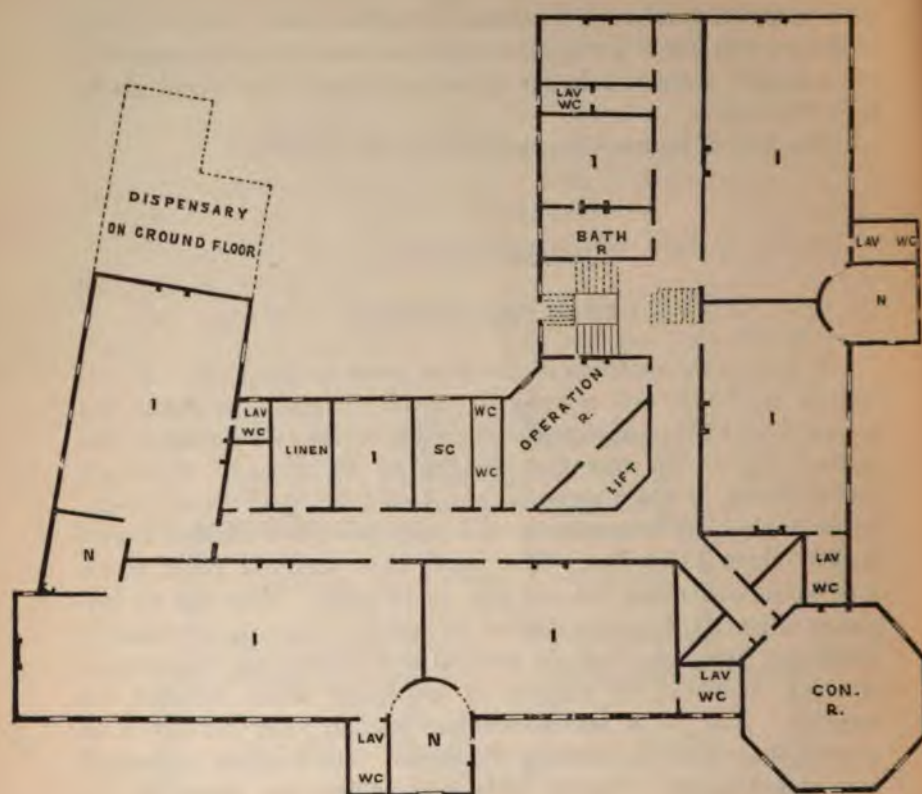 LAV
WC
1
1
DISPENSARY
ON GROUND FLOOR
BATH
R
LAV WC
N
1
OPERATION
R.
LIFT
1
LAV
WC
LINEN
1
SC
WC
WC
N
LAV
WC
1
1
LAV
WC
CON.
R.
LAV
WC
N